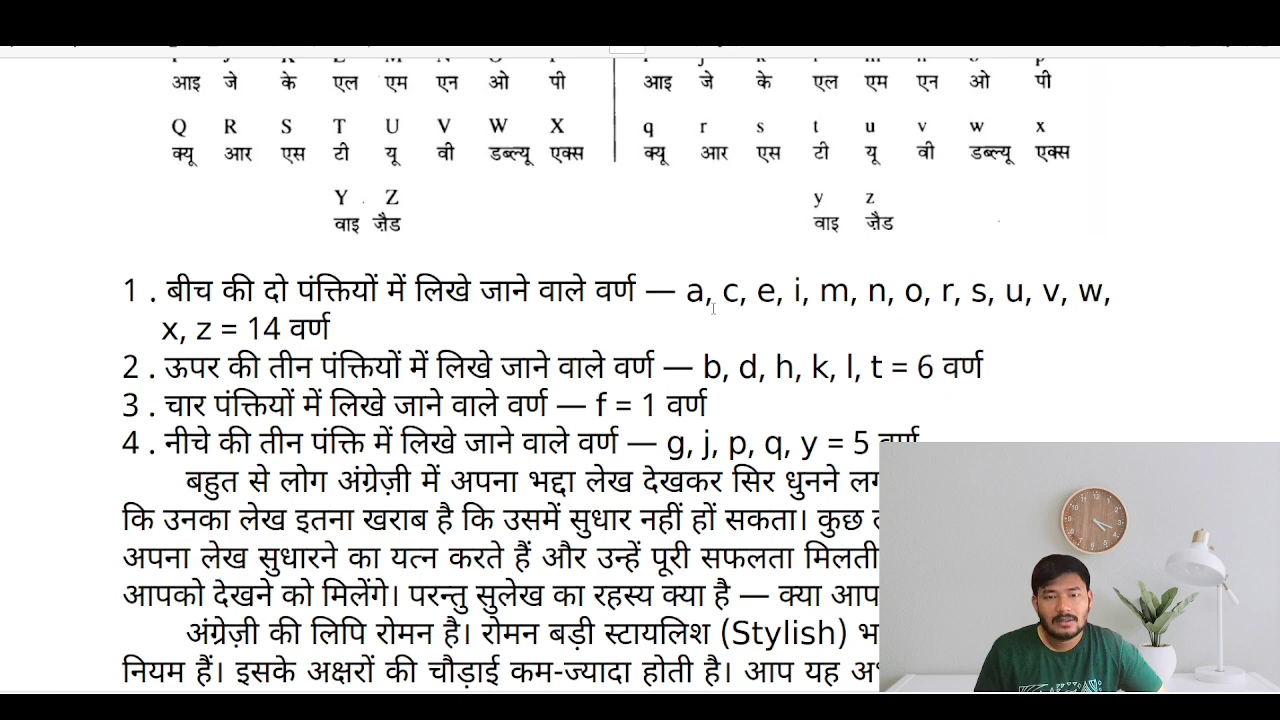 आइ जे के एल एम एन ओ पी आइ जे के एल एम एन ओ पी
Q R S T U V W X q r s t u v w x
क्यू आर एस टी यू वी डब्ल्यू एक्स क्यू आर एस टी यू वी डब्ल्यू एक्स
Y Z y z
वाइ ज़ैड वाइ ज़ैड
1 . बीच की दो पंक्तियों में लिखे जाने वाले वर्ण — a, c, e, i, m, n, o, r, s, u, v, w,
x, z = 14 वर्ण
2 . ऊपर की तीन पंक्तियों में लिखे जाने वाले वर्ण — b, d, h, k, l, t = 6 वर्ण
3 . चार पंक्तियों में लिखे जाने वाले वर्ण — f = 1 वर्ण
4 . नीचे की तीन पंक्ति में लिखे जाने वाले वर्ण — g, j, p, q, y = 5 वर्ण
बहुत से लोग अंग्रेज़ी में अपना भद्दा लेख देखकर सिर धुनने
कि उनका लेख इतना खराब है कि उसमें सुधार नहीं हों सकता। कुछ
अपना लेख सुधारने का यत्न करते हैं और उन्हें पूरी सफलता मिलती
आपको देखने को मिलेंगे। परन्तु सुलेख का रहस्य क्या है — क्या आप
अंग्रेज़ी की लिपि रोमन है। रोमन बड़ी स्टायलिश (Stylish)
नियम हैं। इसके अक्षरों की चौड़ाई कम-ज्यादा होती है। आप यह